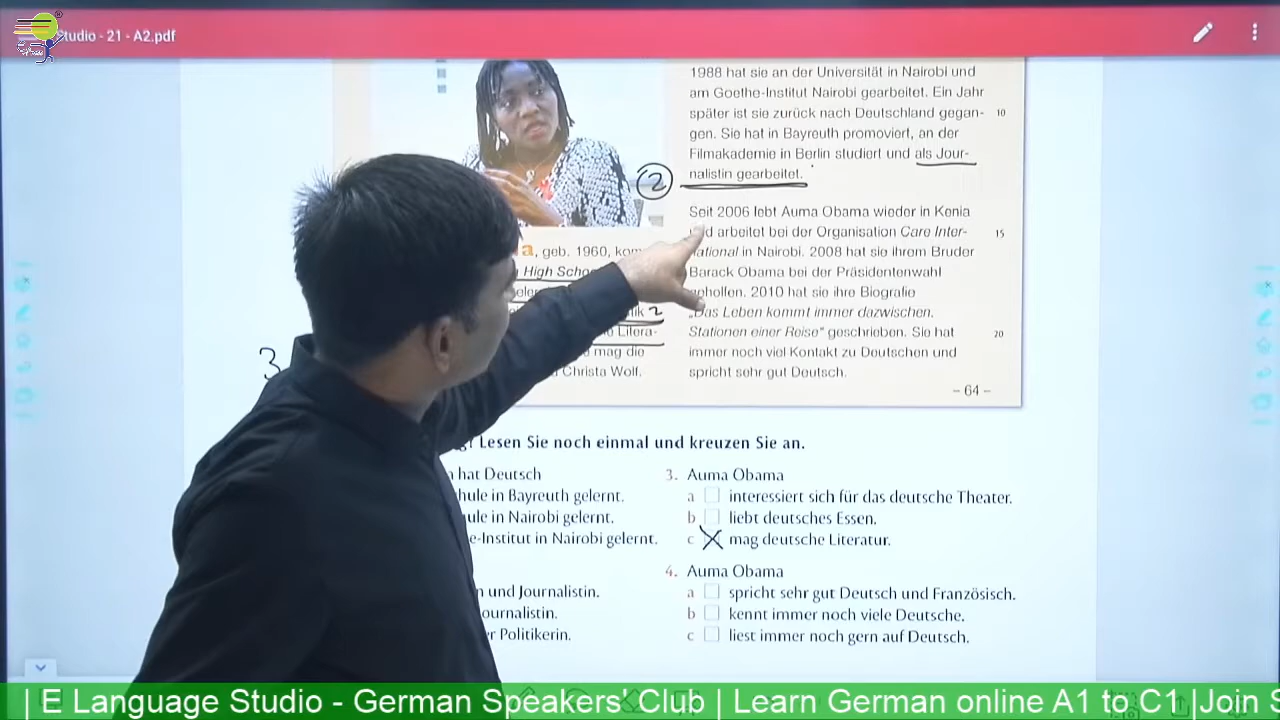 Studio - 21 - A2.pdf
1988 hat sie an der Universität in Nairobi und
am Goethe-Institut Nairobi gearbeitet. Ein Jahr
später ist sie zurück nach Deutschland gegan- 10
gen. Sie hat in Bayreuth promoviert, an der
Filmakademie in Berlin studiert und als Jour-
nalistin gearbeitet.
2
Seit 2006 lebt Auma Obama wieder in Kenia
und arbeitet bei der Organisation Care Inter- 15
national in Nairobi. 2008 hat sie ihrem Bruder
Barack Obama bei der Präsidentenwahl
geholfen. 2010 hat sie ihre Biografie
„Das Leben kommt immer dazwischen.
Stationen einer Reise“ geschrieben. Sie hat 20
immer noch viel Kontakt zu Deutschen und
spricht sehr gut Deutsch.
– 64 –
a, geb. 1960,
High
2
Litera-
mag die
Christa Wolf.
3
Lesen Sie noch einmal und kreuzen Sie an.
hat Deutsch
hule in Bayreuth gelernt.
hule in Nairobi gelernt.
e-Institut in Nairobi gelernt.
n und Journalistin.
ournalistin.
r Politikerin.
3. Auma Obama
a interessiert sich für das deutsche Theater.
b liebt deutsches Essen.
c mag deutsche Literatur.
4. Auma Obama
a spricht sehr gut Deutsch und Französisch.
b kennt immer noch viele Deutsche.
c liest immer noch gern auf Deutsch.
| E Language Studio - German Speakers' Club | Learn German online A1 to C1 |Join S